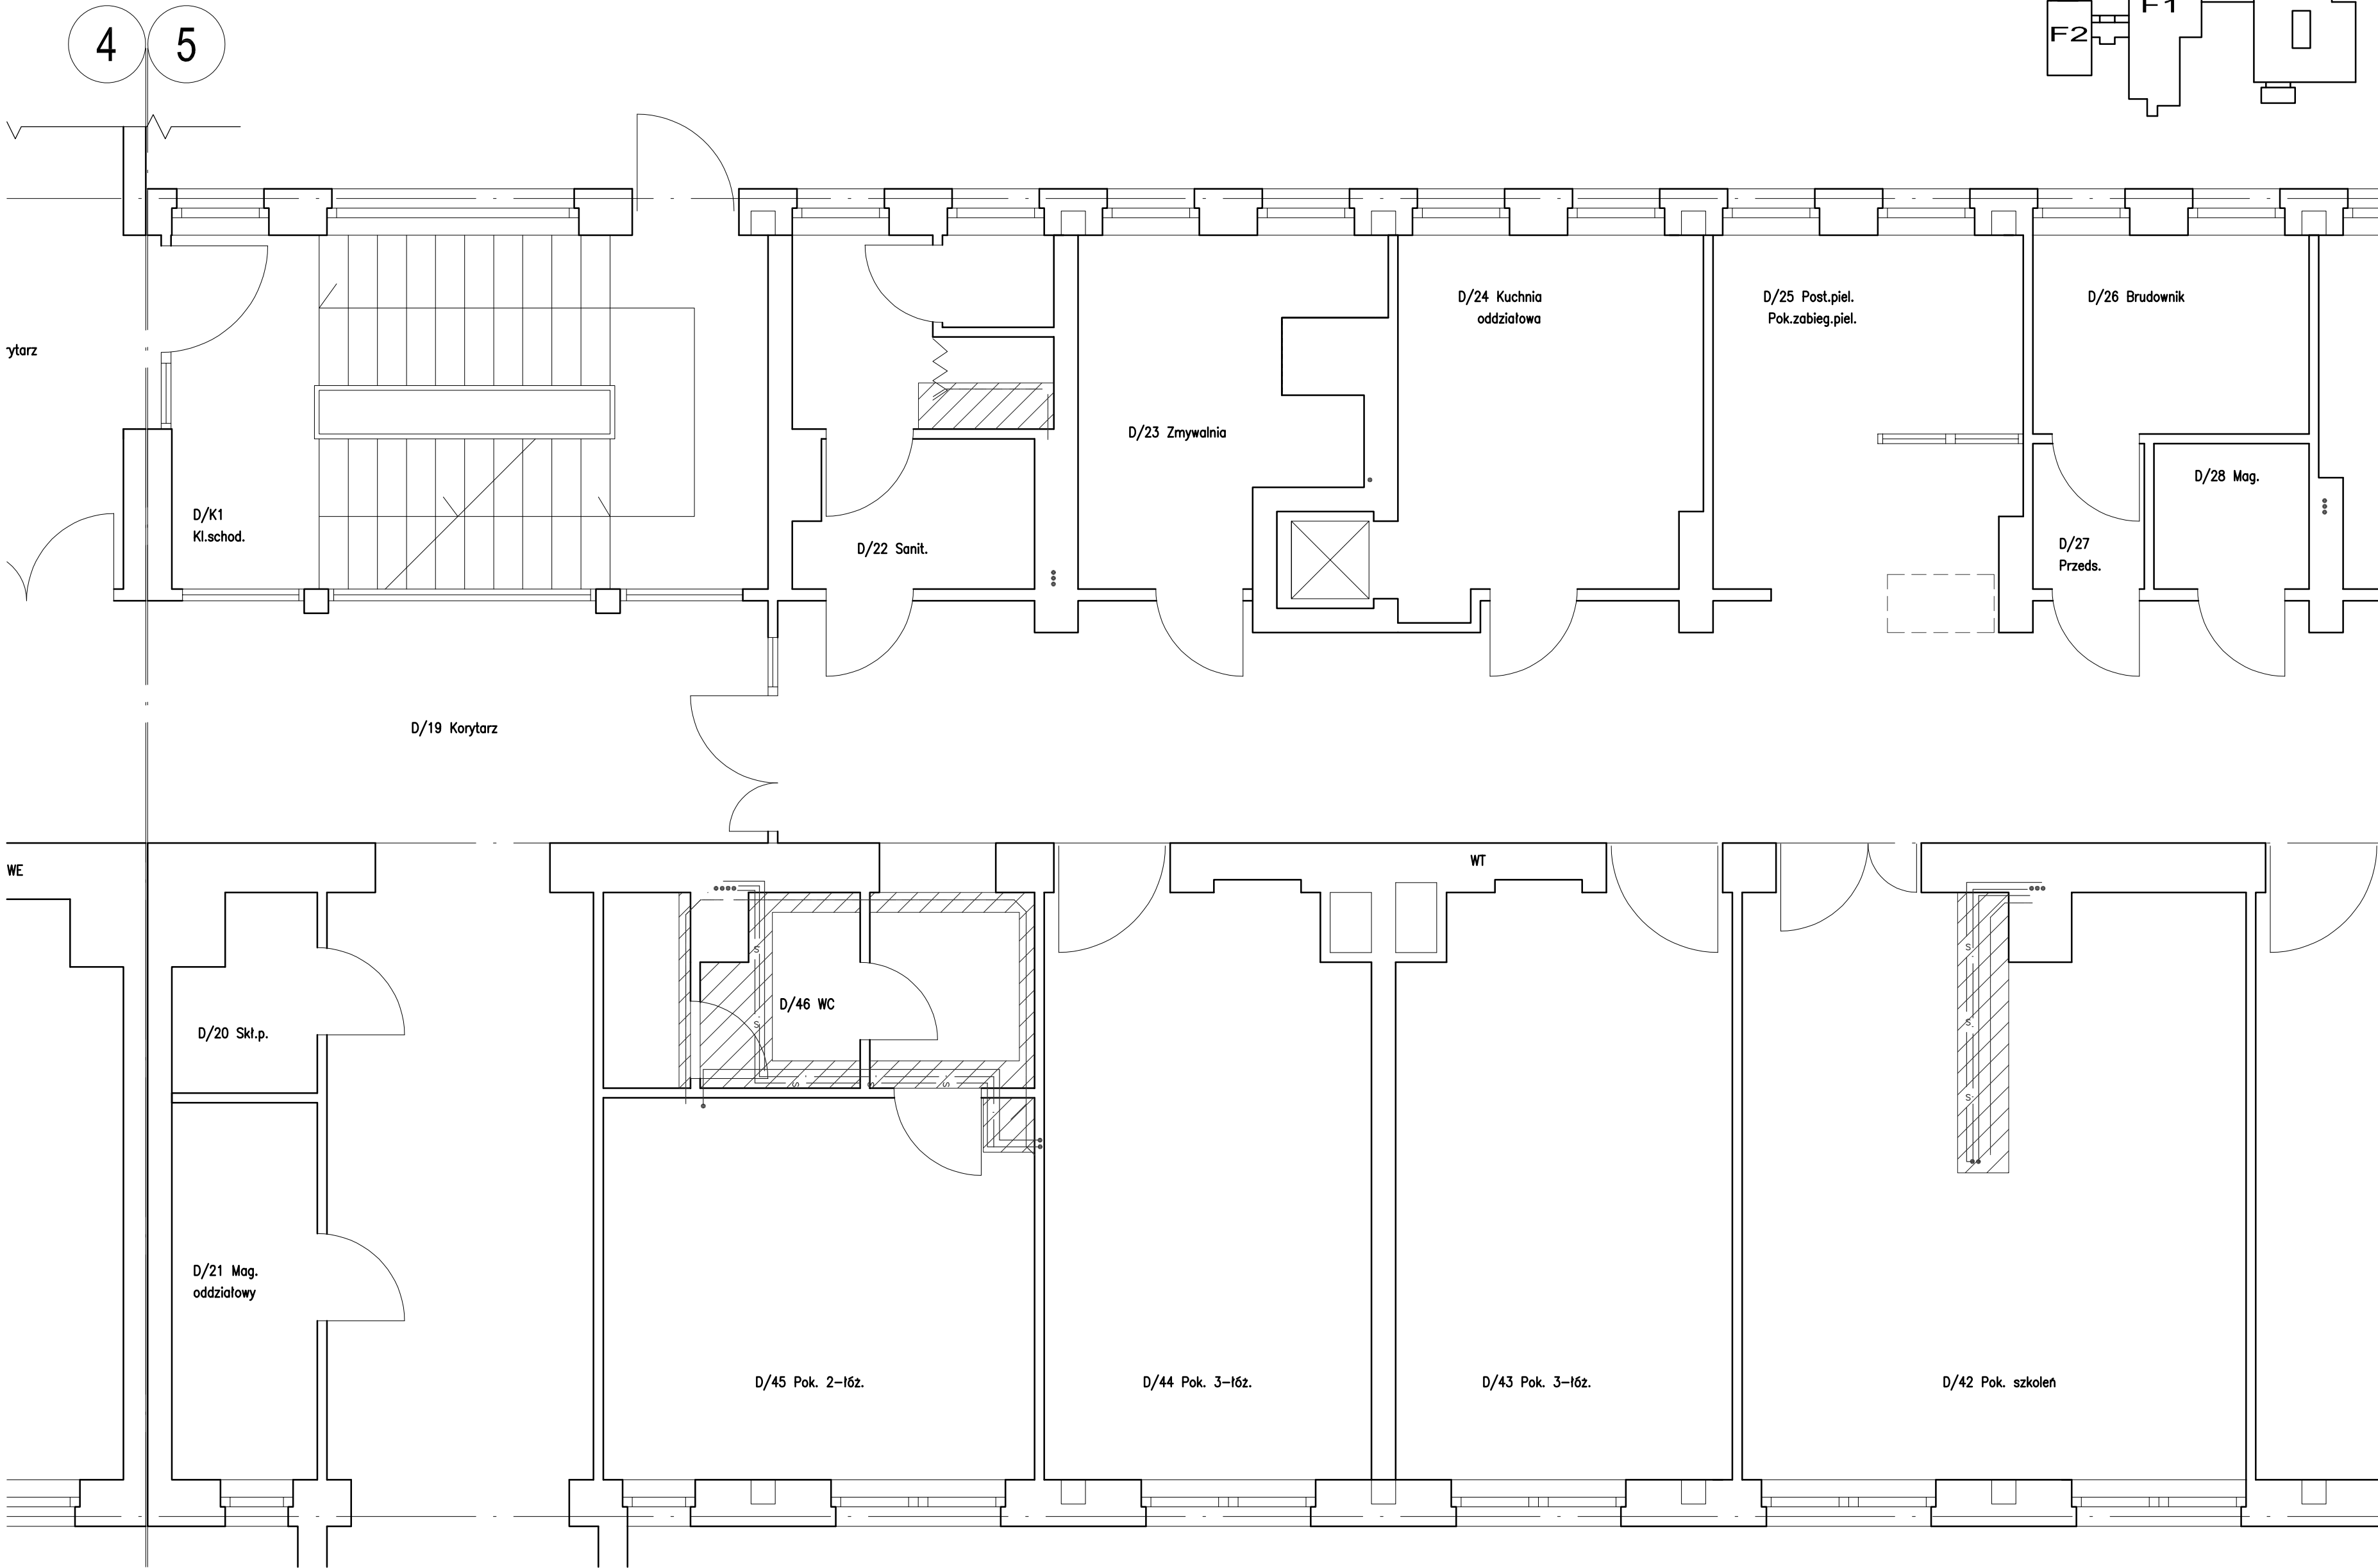 4 5
F1
F2
D/24 Kuchnia
oddziałowa
D/25 Post.piel.
Pok.zabieg.piel.
D/26 Brudownik
ytarz
D/23 Zmywalnia
D/28 Mag.
D/K1
Kl.schod.
D/22 Sanit.
D/27
Przeds.
D/19 Korytarz
WE
WT
S
S
D/46 WC
S
S
D/20 Skł.p.
S
S
S
S
D/21 Mag.
oddziałowy
D/45 Pok. 2-łóż.
D/44 Pok. 3-łóż.
D/43 Pok. 3-łóż.
D/42 Pok. szkoleń